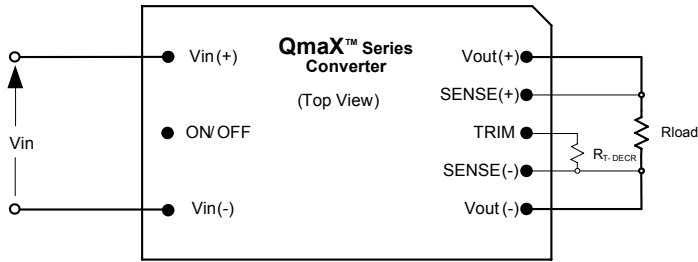 QmaX™ Series
Converter
(Top View)
Vin
Vin(+)
ON/OFF
Vin(-)
Vout(+)
SENSE(+)
TRIM
SENSE(-)
Vout(-)
RT-DECR
Rload